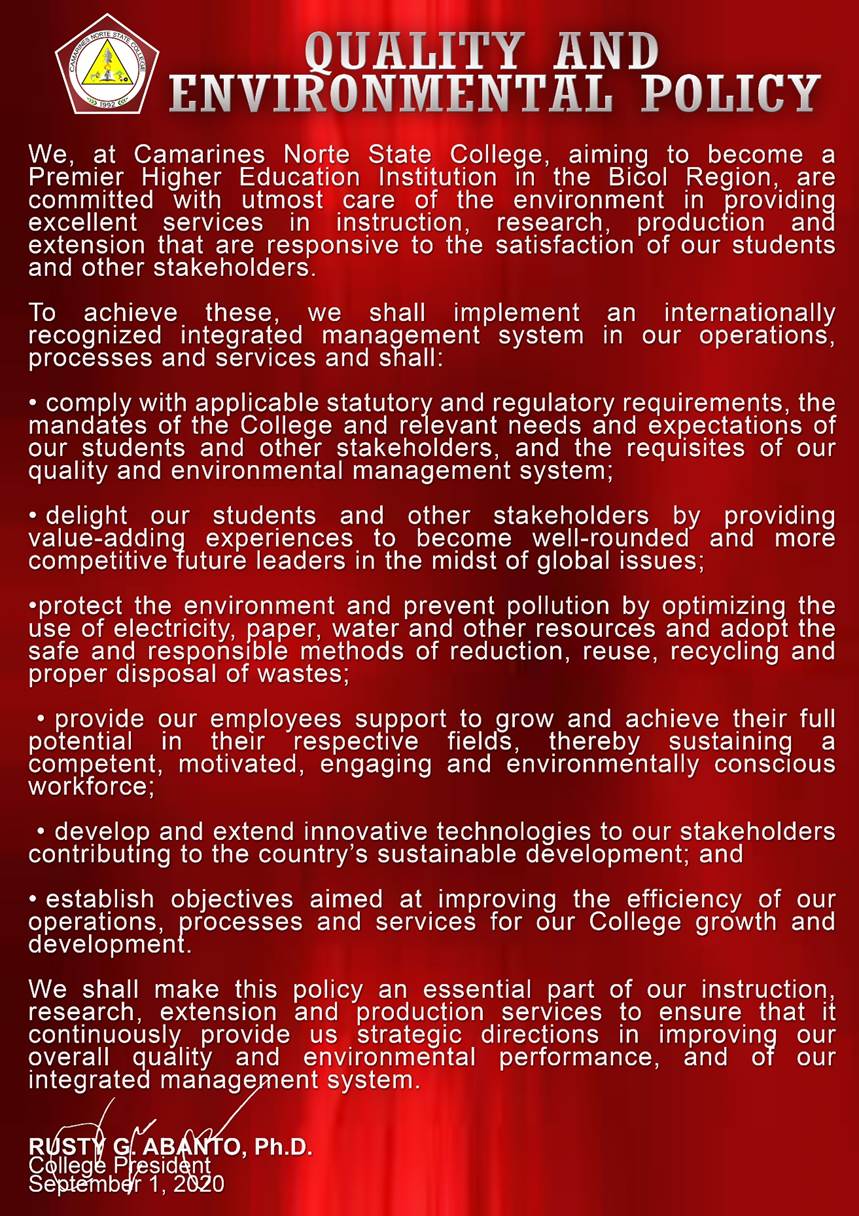 CAMARINES NORTE STATE COLLEGE
1992
QUALITY AND
ENVIRONMENTAL POLICY
We, at Camarines Norte State College, aiming to become a
Premier Higher Education Institution in the Bicol Region, are
committed with utmost care of the environment in providing
excellent services in instruction, research, production and
extension that are responsive to the satisfaction of our students
and other stakeholders.
To achieve these, we shall implement an internationally
recognized integrated management system in our operations,
processes and services and shall:
• comply with applicable statutory and regulatory requirements, the
mandates of the College and relevant needs and expectations of
our students and other stakeholders, and the requisites of our
quality and environmental management system;
• delight our students and other stakeholders by providing
value-adding experiences to become well-rounded and more
competitive future leaders in the midst of global issues;
•protect the environment and prevent pollution by optimizing the
use of electricity, paper, water and other resources and adopt the
safe and responsible methods of reduction, reuse, recycling and
proper disposal of wastes;
• provide our employees support to grow and achieve their full
potential in their respective fields, thereby sustaining a
competent, motivated, engaging and environmentally conscious
workforce;
• develop and extend innovative technologies to our stakeholders
contributing to the country’s sustainable development; and
• establish objectives aimed at improving the efficiency of our
operations, processes and services for our College growth and
development.
We shall make this policy an essential part of our instruction,
research, extension and production services to ensure that it
continuously provide us strategic directions in improving our
overall quality and environmental performance, and of our
integrated management system.
RUSTY G. ABANTO, Ph.D.
College President
September 1, 2020